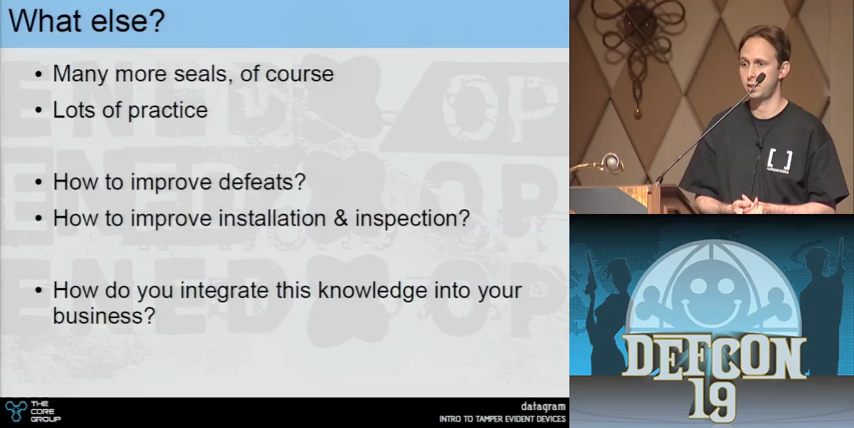 What else?
• Many more seals, of course
• Lots of practice
• How to improve defeats?
• How to improve installation & inspection?
• How do you integrate this knowledge into your
business?
THE
CORE
GROUP
datagram
INTRO TO TAMPER EVIDENT DEVICES
[ ]
DEFCON
19